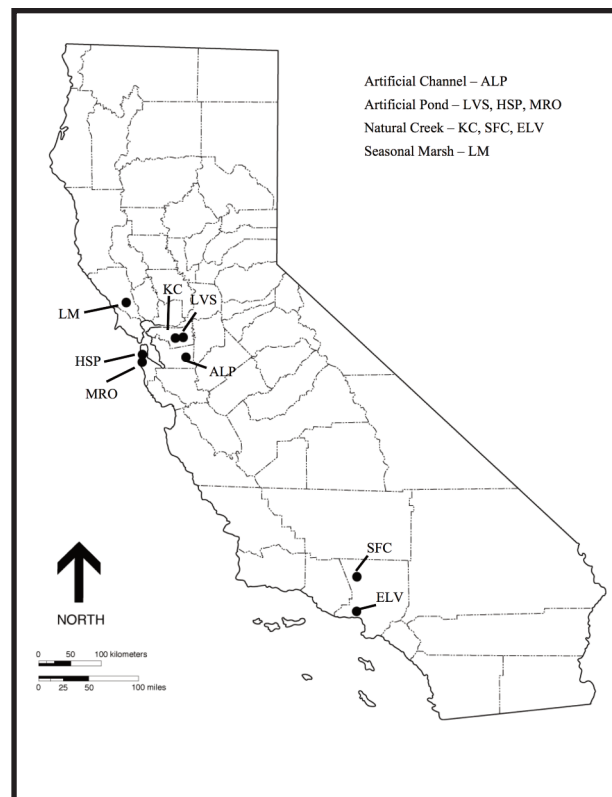 Artificial Channel – ALP
Artificial Pond – LVS, HSP, MRO
Natural Creek – KC, SFC, ELV
Seasonal Marsh – LM
KC
LVS
LM
HSP
ALP
MRO
SFC
ELV
NORTH
0 50 100 kilometers
0 25 50 100 miles